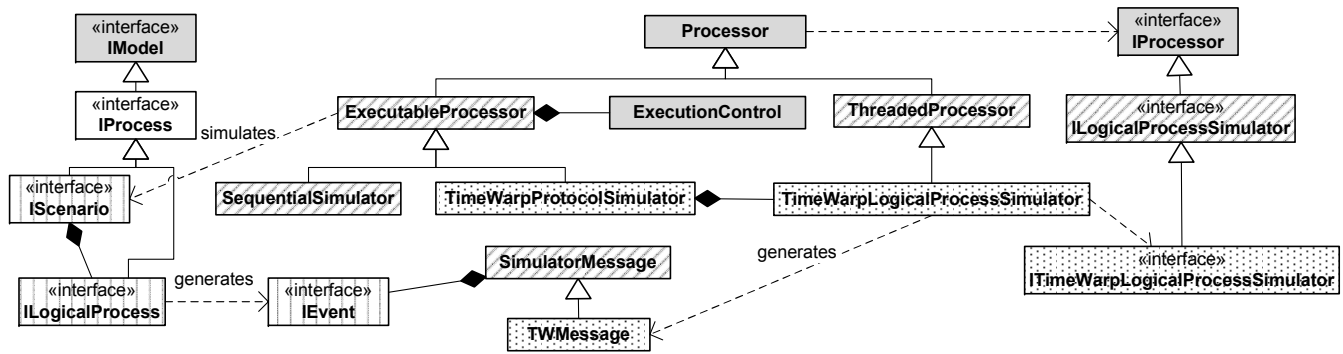 «interface»
IModel
Processor
«interface»
IProcessor
«interface»
IProcess
simulates
ExecutableProcessor
ExecutionControl
ThreadedProcessor
«interface»
ILogicalProcessSimulator
«interface»
IScenario
SequentialSimulator
TimeWarpProtocolSimulator
TimeWarpLogicalProcessSimulator
generates
«interface»
ITimeWarpLogicalProcessSimulator
«interface»
ILogicalProcess
generates
«interface»
IEvent
SimulatorMessage
TWMessage